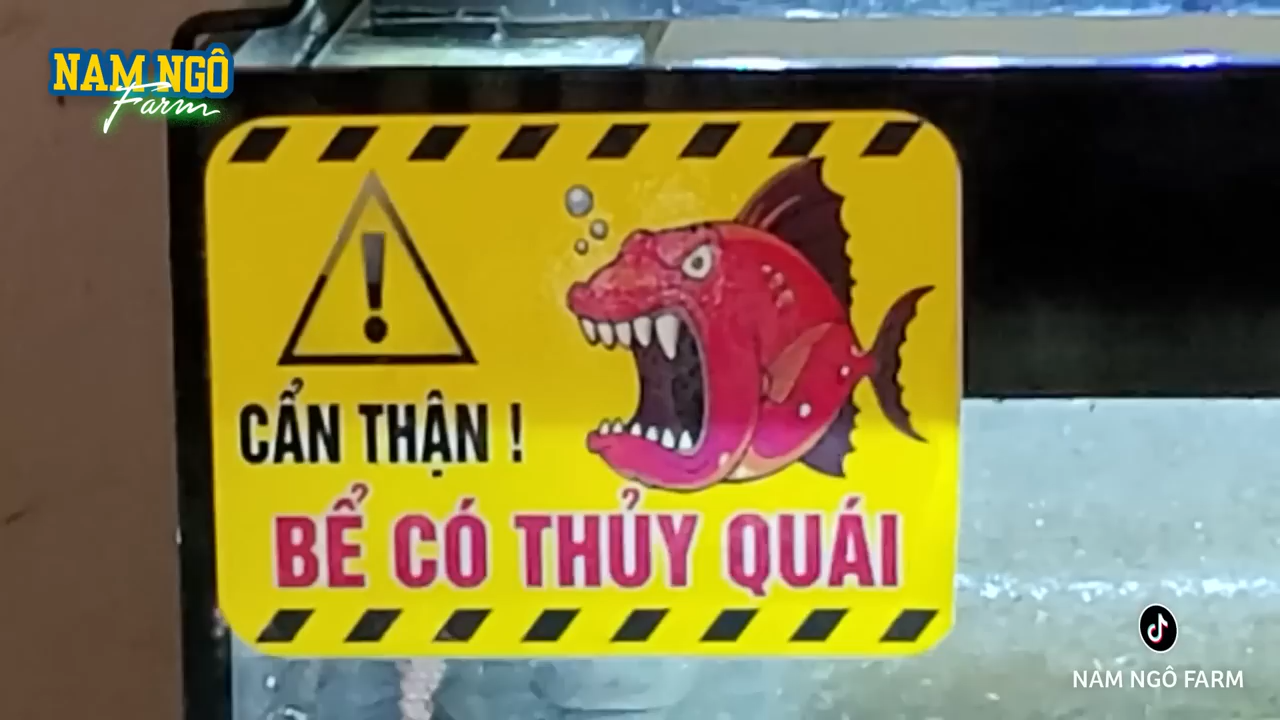 NAM NGÔ
Farm
!
CẨN THẬN !
BỂ CÓ THỦY QUÁI
NAM NGÔ FARM